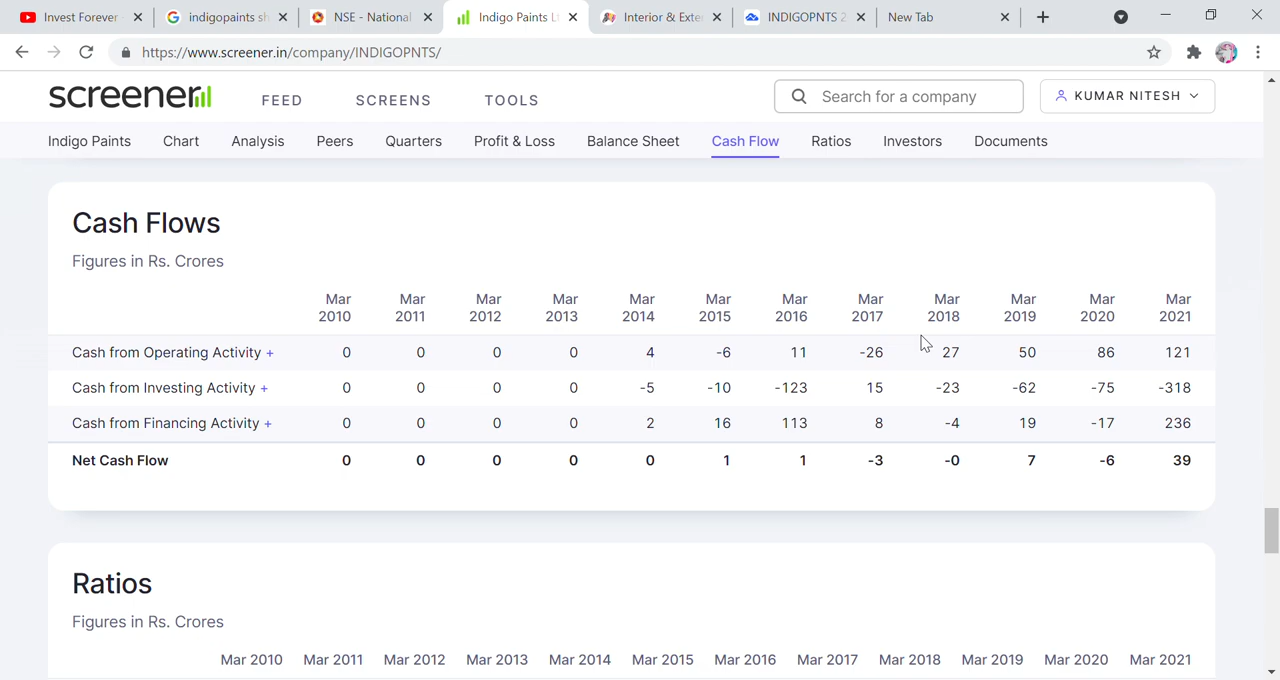 Invest Forever
indigopaints sh
NSE - National
Indigo Paints L
Interior & Exte
INDIGOPNTS 2
New Tab
https://www.screener.in/company/INDIGOPNTS/
screener
FEED SCREENS TOOLS
Search for a company
KUMAR NITESH
Indigo Paints Chart Analysis Peers Quarters Profit & Loss Balance Sheet Cash Flow Ratios Investors Documents
Cash Flows
Figures in Rs. Crores
Mar 2010 Mar 2011 Mar 2012 Mar 2013 Mar 2014 Mar 2015 Mar 2016 Mar 2017 Mar 2018 Mar 2019 Mar 2020 Mar 2021
Cash from Operating Activity + 0 0 0 0 4 -6 11 -26 27 50 86 121
Cash from Investing Activity + 0 0 0 0 -5 -10 -123 15 -23 -62 -75 -318
Cash from Financing Activity + 0 0 0 0 2 16 113 8 -4 19 -17 236
Net Cash Flow 0 0 0 0 0 1 1 -3 -0 7 -6 39
Ratios
Figures in Rs. Crores
Mar 2010 Mar 2011 Mar 2012 Mar 2013 Mar 2014 Mar 2015 Mar 2016 Mar 2017 Mar 2018 Mar 2019 Mar 2020 Mar 2021